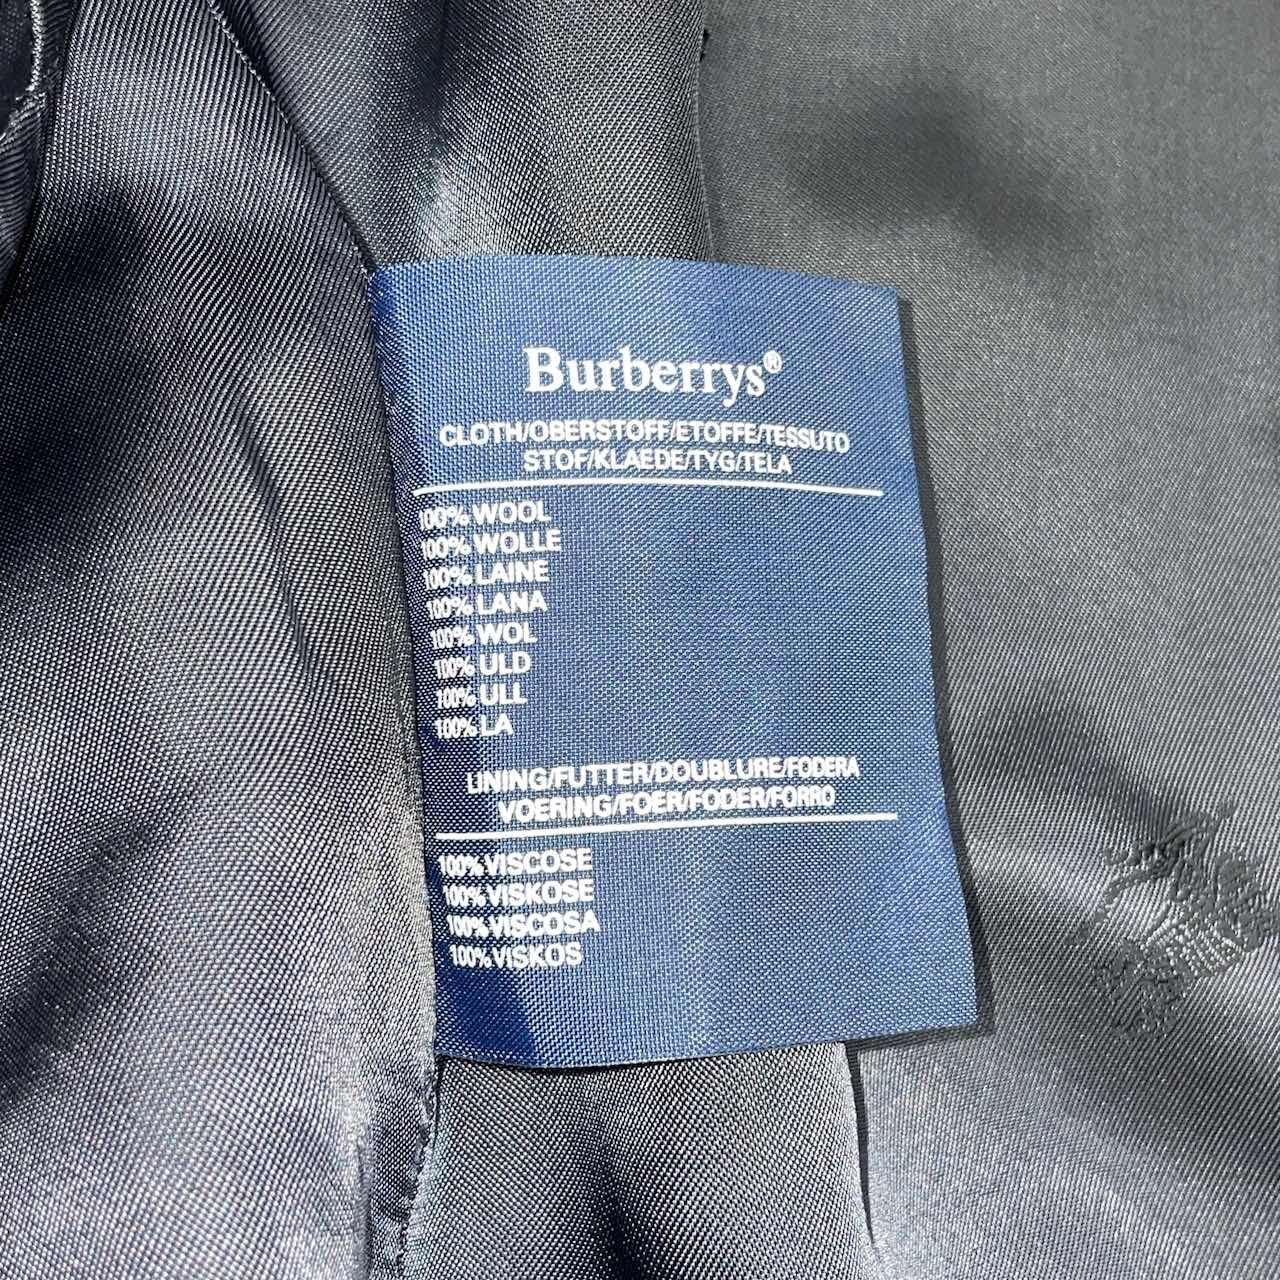 Burberrys®
CLOTH/OBERSTOFF/ETOFFE/TESSUTO
STOF/KLAEDE/TYG/TELA
100% WOOL
100% WOLLE
100% LAINE
100% LANA
100% WOL
100% ULD
100% ULL
100% LA
LINING/FUTTER/DOUBLURE/FODERA
VOERING/FOER/FODER/FORRO
100% VISCOSE
100% VISKOSE
100% VISCOSA
100% VISKOS